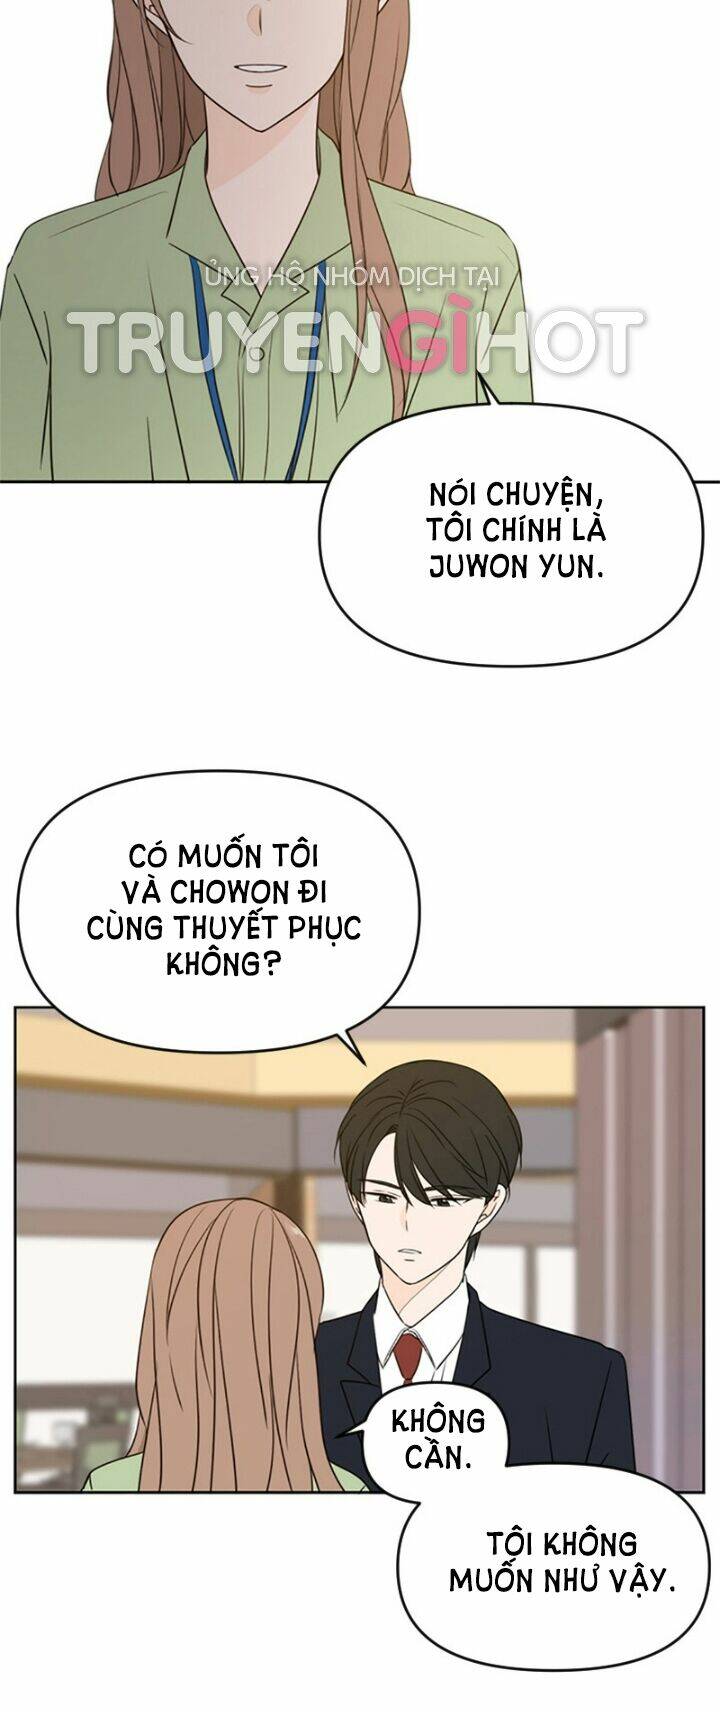 ỦNG HỘ NHÓM DỊCH TẠI
TRUYENGIHOT
NÓI CHUYỆN,
TÔI CHÍNH LÀ
JUWON YUN.
CÓ MUỐN TÔI
VÀ CHOWON ĐI
CÙNG THUYẾT PHỤC
KHÔNG?
KHÔNG
CẦN.
TÔI KHÔNG
MUỐN NHƯ VẬY.